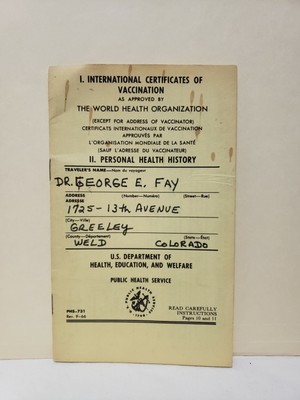 I. INTERNATIONAL CERTIFICATES OF
VACCINATION
AS APPROVED BY
THE WORLD HEALTH ORGANIZATION
(EXCEPT FOR ADDRESS OF VACCINATOR)
CERTIFICATS INTERNATIONAUX DE VACCINATION
APPROUVÉS PAR
L'ORGANISATION MONDIALE DE LA SANTÉ
(SAUF L'ADRESSE DU VACCINATEUR)
II. PERSONAL HEALTH HISTORY
TRAVELER'S NAME—Nom du voyageur
DR. GEORGE E. FAY
ADDRESS (Number—Numéro) (Street—Rue)
ADRESSE
1725-13th AVENUE
(City—Ville)
GREELEY
(County—Département) (State—État)
WELD COLORADO
U.S. DEPARTMENT OF
HEALTH, EDUCATION, AND WELFARE
PUBLIC HEALTH SERVICE
PHS-731
Rev. 9-66
READ CAREFULLY
INSTRUCTIONS
Pages 10 and 11